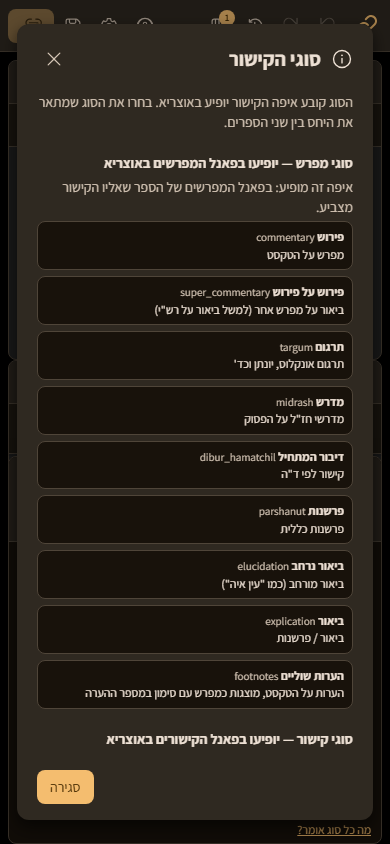 1
סוגי הקישור
הסוג קובע איפה הקישור יופיע באוצריא. בחרו את הסוג שמתאר
את היחס בין שני הספרים.
סוגי מפרש — יופיעו בפאנל המפרשים באוצריא
איפה זה מופיע: בפאנל המפרשים של הספר שאליו הקישור
מצביע.
פירוש commentary
מפרש על הטקסט
פירוש על פירוש super_commentary
ביאור על מפרש אחר (למשל ביאור על רש"י)
תרגום targum
תרגום אונקלוס, יונתן וכד'
מדרש midrash
מדרשי חז"ל על הפסוק
דיבור המתחיל dibur_hamatchil
קישור לפי ד"ה
פרשנות parshanut
פרשנות כללית
ביאור נרחב elucidation
ביאור מורחב (כמו "עין איה")
ביאור explication
ביאור / פרשנות
הערות שוליים footnotes
הערות על הטקסט, מוצגות כמפרש עם סימון במספר ההערה
סוגי קישור — יופיעו בפאנל הקישורים באוצריא
סגירה
מה כל סוג אומר?